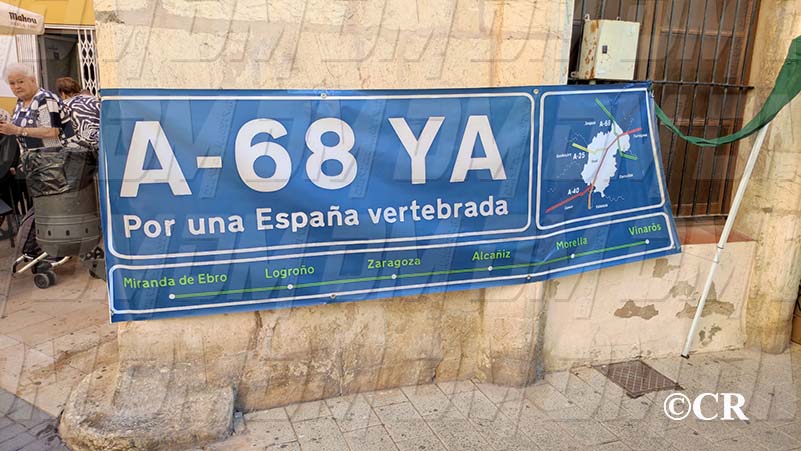 Mahou
A-68 YA
Por una España vertebrada
A-68
A-25
A-40
Miranda de Ebro
Logroño
Zaragoza
Alcañiz
Morella
Vinaròs
©CR